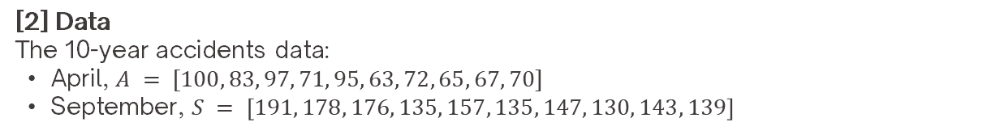 [2] Data
The 10-year accidents data:
• April, A = [100, 83, 97, 71, 95, 63, 72, 65, 67, 70]
• September, S = [191, 178, 176, 135, 157, 135, 147, 130, 143, 139]